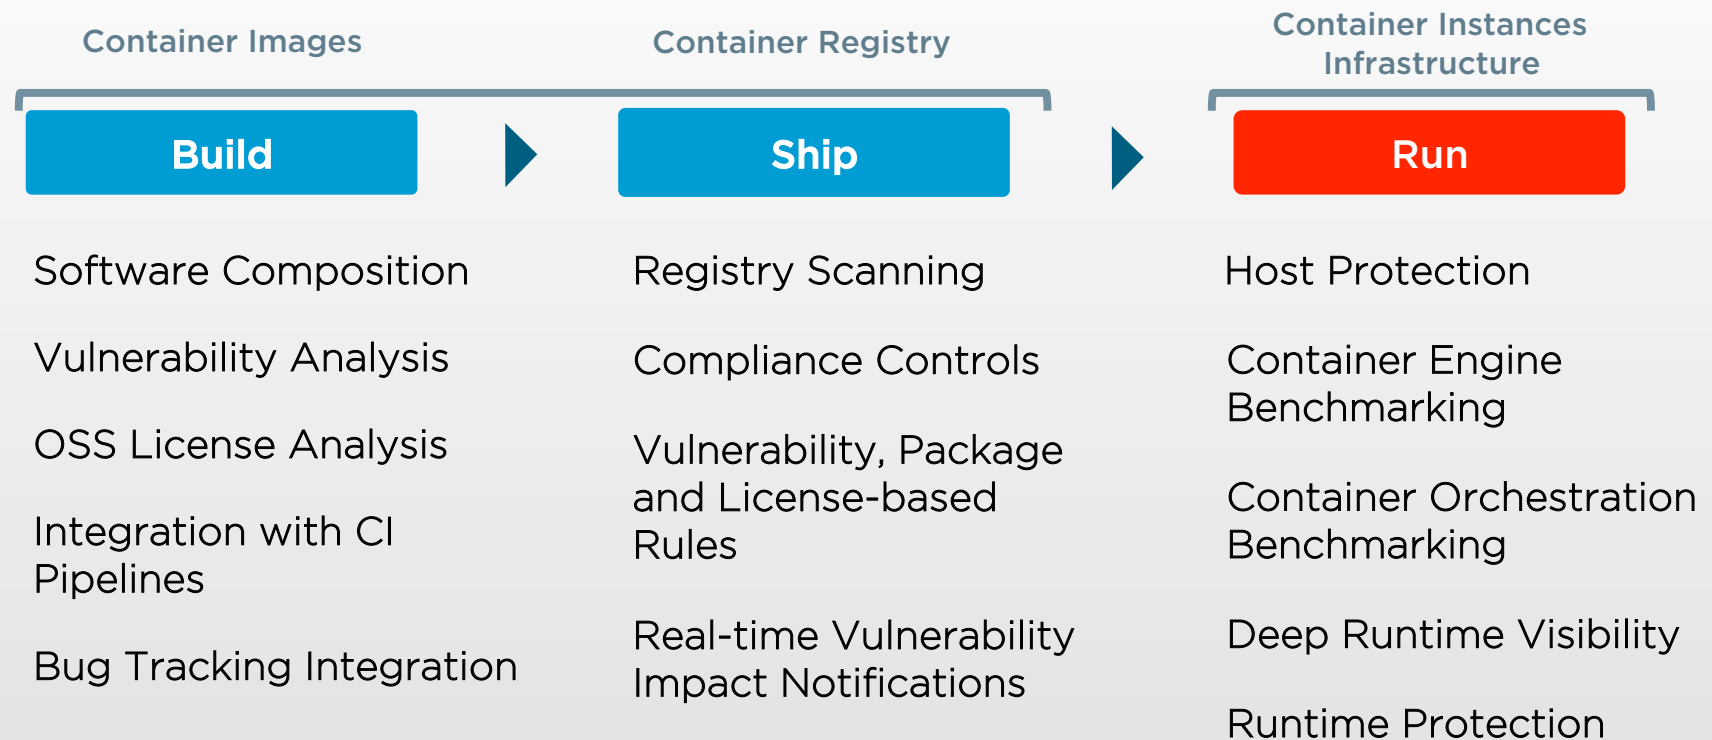 Container Images
Container Registry
Container Instances
Infrastructure
Build
Ship
Run
Software Composition
Vulnerability Analysis
OSS License Analysis
Integration with CI
Pipelines
Bug Tracking Integration
Registry Scanning
Compliance Controls
Vulnerability, Package
and License-based
Rules
Real-time Vulnerability
Impact Notifications
Host Protection
Container Engine
Benchmarking
Container Orchestration
Benchmarking
Deep Runtime Visibility
Runtime Protection